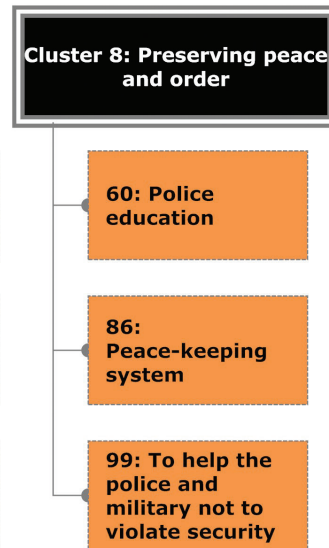 Cluster 8: Preserving peace
and order
60: Police
education
86:
Peace-keeping
system
99: To help the
police and
military not to
violate security